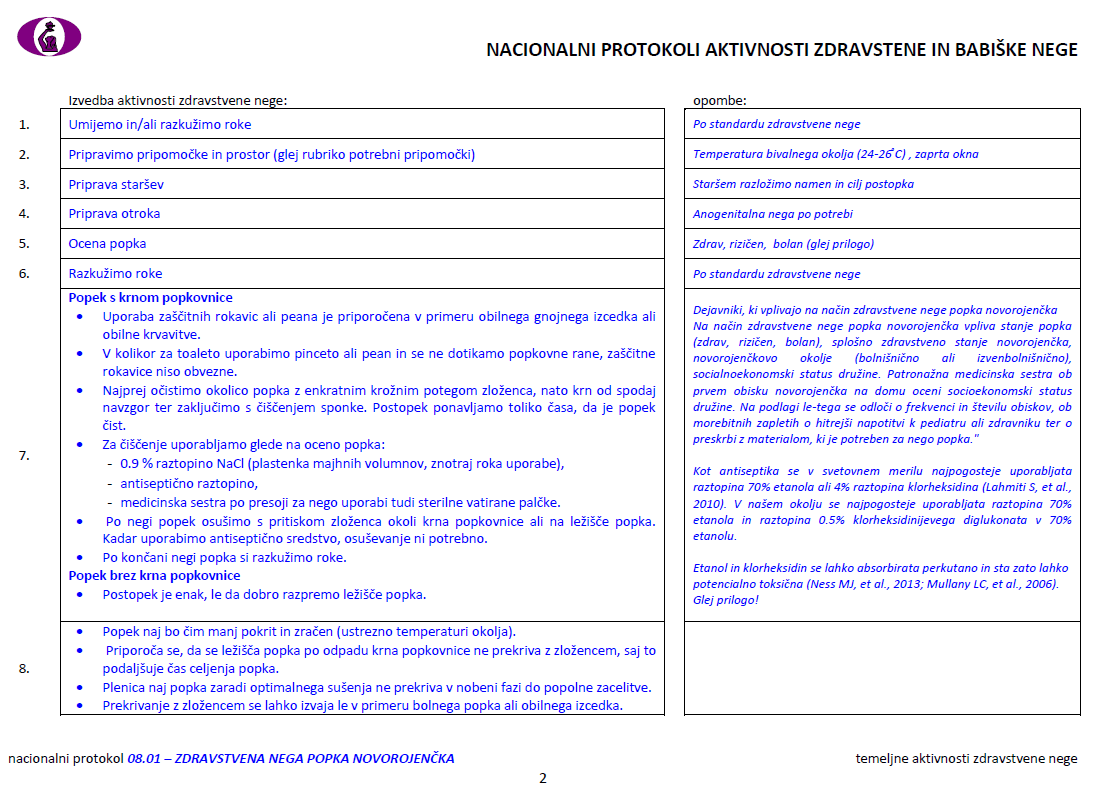 NACIONALNI PROTOKOLI AKTIVNOSTI ZDRAVSTENE IN BABIŠKE NEGE
Izvedba aktivnosti zdravstvene nege:
opombe:
1.
Umijemo in/ali razkužimo roke
Po standardu zdravstvene nege
2.
Pripravimo pripomočke in prostor (glej rubriko potrebni pripomočki)
Temperatura bivalnega okolja (24-26˚C) , zaprta okna
3.
Priprava staršev
Staršem razložimo namen in cilj postopka
4.
Priprava otroka
Anogenitalna nega po potrebi
5.
Ocena popka
Zdrav, rizičen, bolan (glej prilogo)
6.
Razkužimo roke
Po standardu zdravstvene nege
7.
Popek s krnom popkovnice
• Uporaba zaščitnih rokavic ali peana je priporočena v primeru obilnega gnojnega izcedka ali
obilne krvavitve.
• V kolikor za toaleto uporabimo pinceto ali pean in se ne dotikamo popkovne rane, zaščitne
rokavice niso obvezne.
• Najprej očistimo okolico popka z enkratnim krožnim potegom zloženca, nato krn od spodaj
navzgor ter zaključimo s čiščenjem sponke. Postopek ponavljamo toliko časa, da je popek
čist.
• Za čiščenje uporabljamo glede na oceno popka:
- 0.9 % raztopino NaCl (plastenka majhnih volumnov, znotraj roka uporabe),
- antiseptično raztopino,
- medicinska sestra po presoji za nego uporabi tudi sterilne vatirane palčke.
• Po negi popek osušimo s pritiskom zloženca okoli krna popkovnice ali na ležišče popka.
Kadar uporabimo antiseptično sredstvo, osuševanje ni potrebno.
• Po končani negi popka si razkužimo roke.
Popek brez krna popkovnice
• Postopek je enak, le da dobro razpremo ležišče popka.
Dejavniki, ki vplivajo na način zdravstvene nege popka novorojenčka
Na način zdravstvene nege popka novorojenčka vpliva stanje popka
(zdrav, rizičen, bolan), splošno zdravstveno stanje novorojenčka,
novorojenčkovo okolje (bolnišnično ali izvenbolnišnično),
socialnoekonomski status družine. Patronažna medicinska sestra ob
prvem obisku novorojenčka na domu oceni socioekonomski status
družine. Na podlagi le-tega se odloči o frekvenci in številu obiskov, ob
morebitnih zapletih o hitrejši napotitvi k pediatru ali zdravniku ter o
preskrbi z materialom, ki je potreben za nego popka."
Kot antiseptika se v svetovnem merilu najpogosteje uporabljata
raztopina 70% etanola ali 4% raztopina klorheksidina (Lahmiti S, et al.,
2010). V našem okolju se najpogosteje uporabljata raztopina 70%
etanola in raztopina 0.5% klorheksidinijevega diglukonata v 70%
etanolu.
Etanol in klorheksidin se lahko absorbirata perkutano in sta zato lahko
potencialno toksična (Ness MJ, et al., 2013; Mullany LC, et al., 2006).
Glej prilogo!
8.
• Popek naj bo čim manj pokrit in zračen (ustrezno temperaturi okolja).
• Priporoča se, da se ležišča popka po odpadu krna popkovnice ne prekriva z zložencem, saj to
podaljšuje čas celjenja popka.
• Plenica naj popka zaradi optimalnega sušenja ne prekriva v nobeni fazi do popolne zacelitve.
• Prekrivanje z zložencem se lahko izvaja le v primeru bolnega popka ali obilnega izcedka.
nacionalni protokol 08.01 – ZDRAVSTVENA NEGA POPKA NOVOROJENČKA
temeljne aktivnosti zdravstvene nege
2